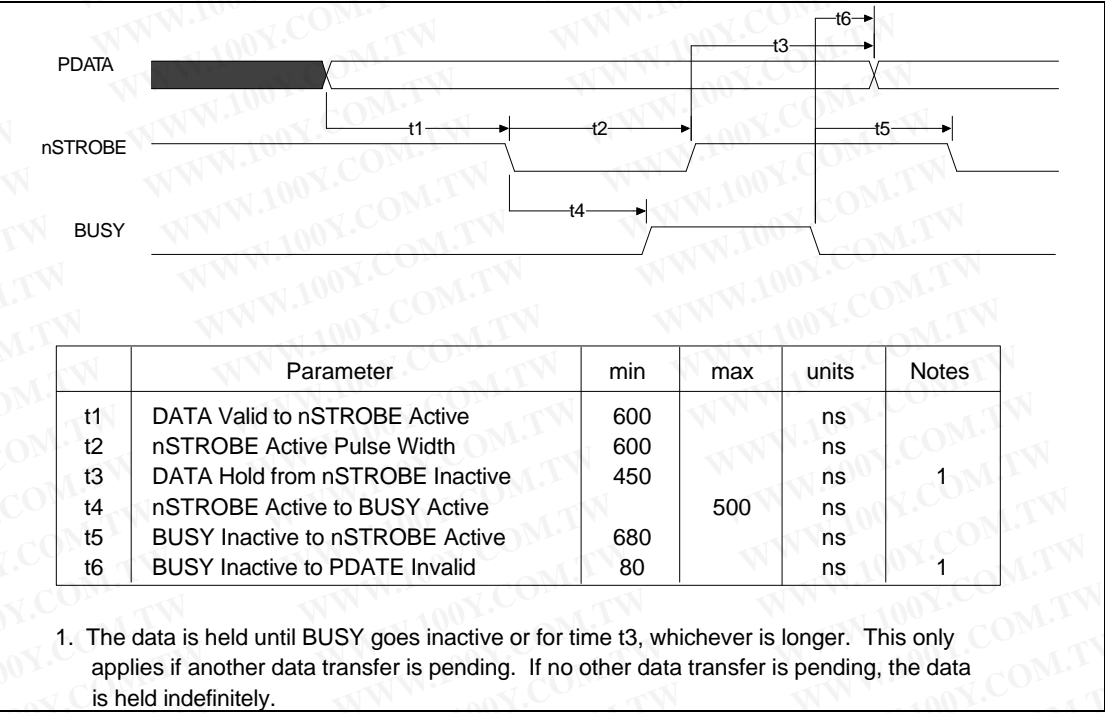 t6
t3
PDATA
t1
t2
t5
nSTROBE
t4
BUSY
Parameter min max units Notes
t1 DATA Valid to nSTROBE Active 600 ns
t2 nSTROBE Active Pulse Width 600 ns
t3 DATA Hold from nSTROBE Inactive 450 ns 1
t4 nSTROBE Active to BUSY Active 500 ns
t5 BUSY Inactive to nSTROBE Active 680 ns
t6 BUSY Inactive to PDATE Invalid 80 ns 1
1. The data is held until BUSY goes inactive or for time t3, whichever is longer. This only
applies if another data transfer is pending. If no other data transfer is pending, the data
is held indefinitely.
WWW.100Y.COM.TW